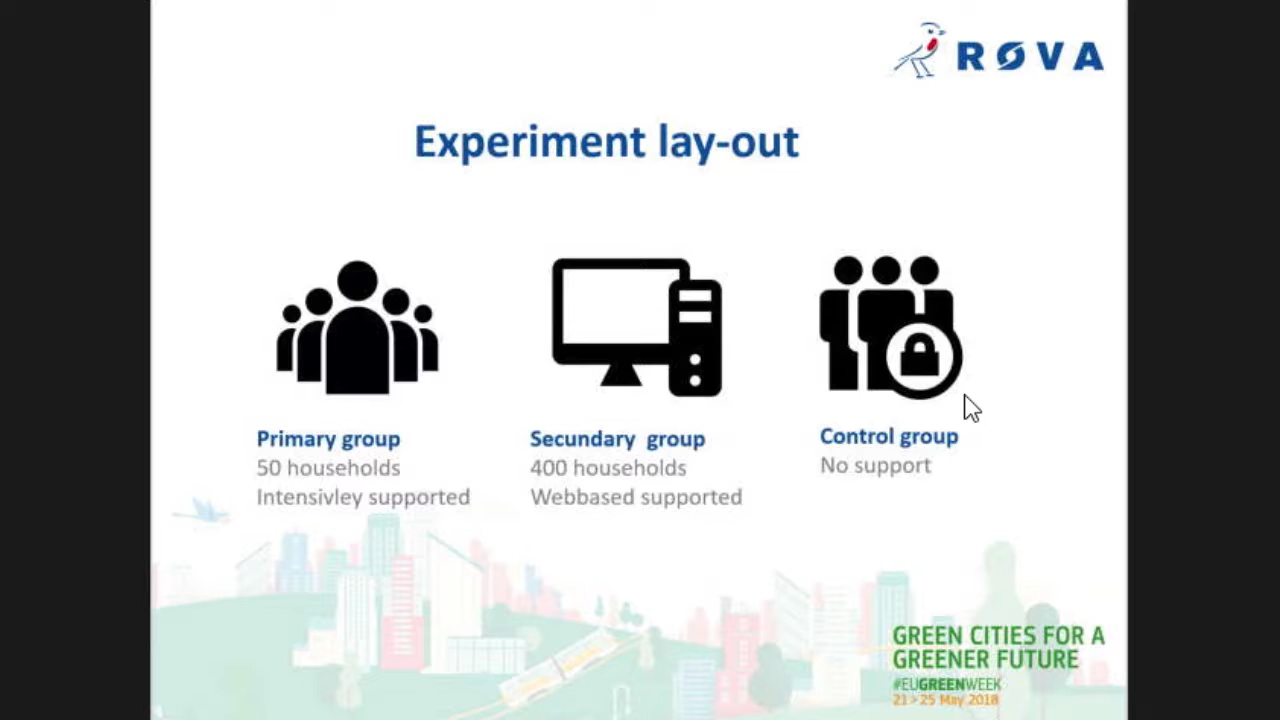 RØVA
Experiment lay-out
Primary group
50 households
Intensivley supported
Secundary group
400 households
Webbased supported
Control group
No support
GREEN CITIES FOR A
GREENER FUTURE
#EUGREENWEEK
21 > 25 May 2018